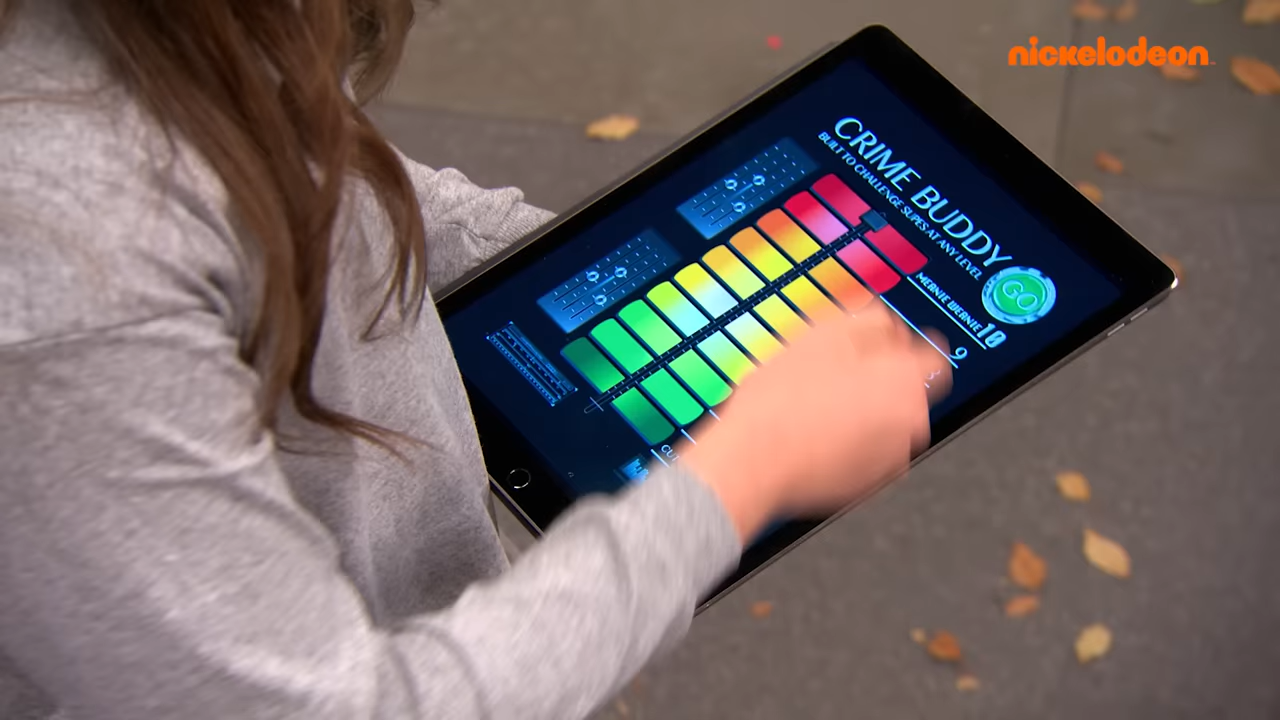 nickelodeon
CRIME BUDDY
BUILT TO CHALLENGE SUPES AT ANY LEVEL
GO
MERNIE WERNIE 10
9